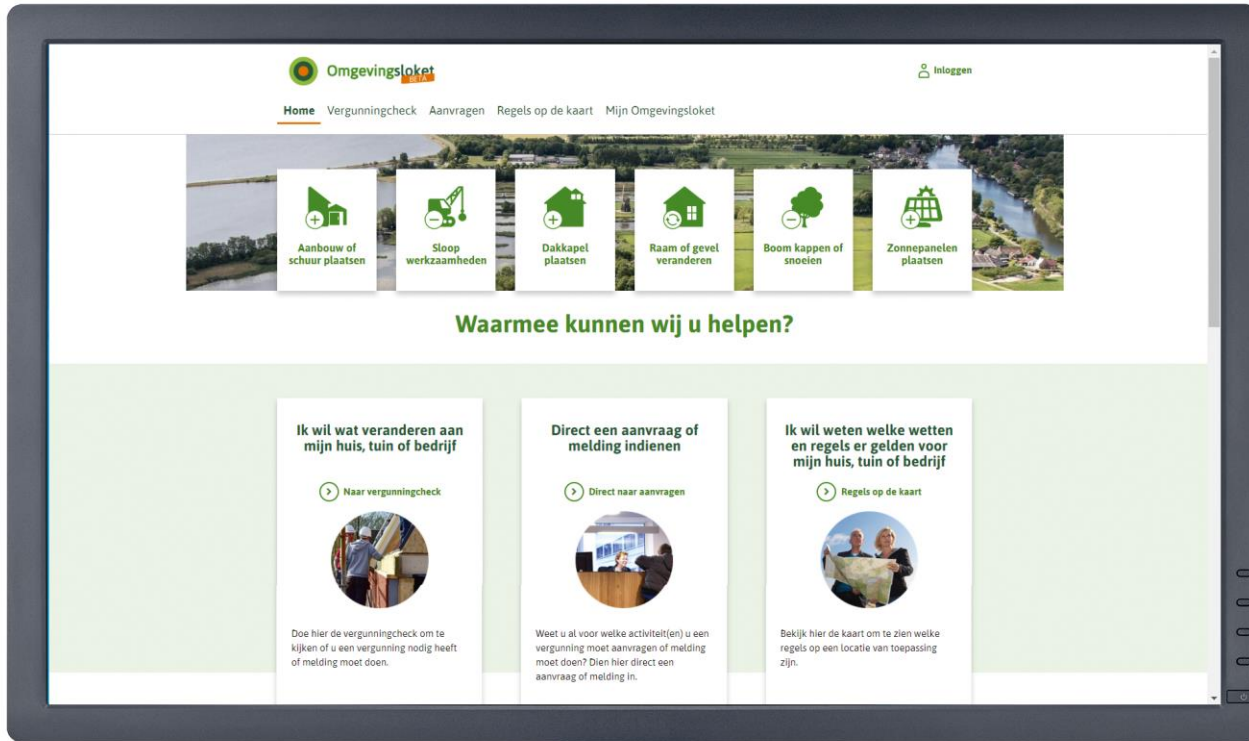 Omgevingsloket
BETA
Inloggen
Home Vergunningcheck Aanvragen Regels op de kaart Mijn Omgevingsloket
Aanbouw of
schuur plaatsen
Sloop
werkzaamheden
Dakkapel
plaatsen
Raam of gevel
veranderen
Boom kappen of
snoeien
Zonnepanelen
plaatsen
Waarmee kunnen wij u helpen?
Ik wil wat veranderen aan
mijn huis, tuin of bedrijf
Naar vergunningcheck
Doe hier de vergunningcheck om te
kijken of u een vergunning nodig heeft
of melding moet doen.
Direct een aanvraag of
melding indienen
Direct naar aanvragen
Weet u al voor welke activiteit(en) u een
vergunning moet aanvragen of melding
moet doen? Dien hier direct een
aanvraag of melding in.
Ik wil weten welke wetten
en regels er gelden voor
mijn huis, tuin of bedrijf
Regels op de kaart
Bekijk hier de kaart om te zien welke
regels op een locatie van toepassing
zijn.